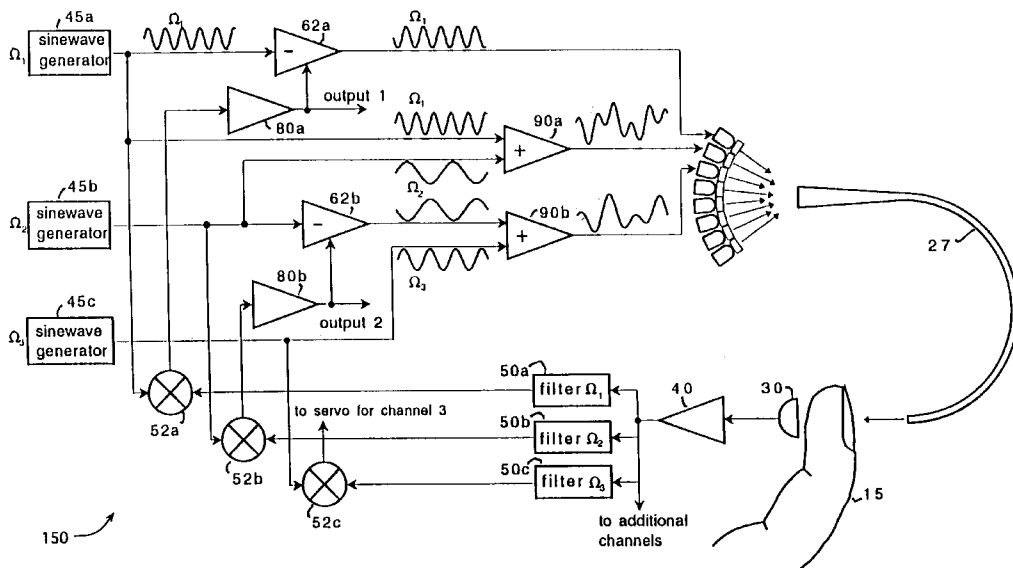 45a
Ω₁
62a
Ω₁
Ω₁
sinewave
generator
output 1
80a
Ω₁
90a
45b
Ω₂
62b
90b
Ω₂
sinewave
generator
80b
27
45c
Ω₃
output 2
Ω₃
sinewave
generator
50a
filter Ω₁
40
30
52a
to servo for channel 3
50b
filter Ω₂
52b
50c
filter Ω₃
52c
15
150
to additional
channels